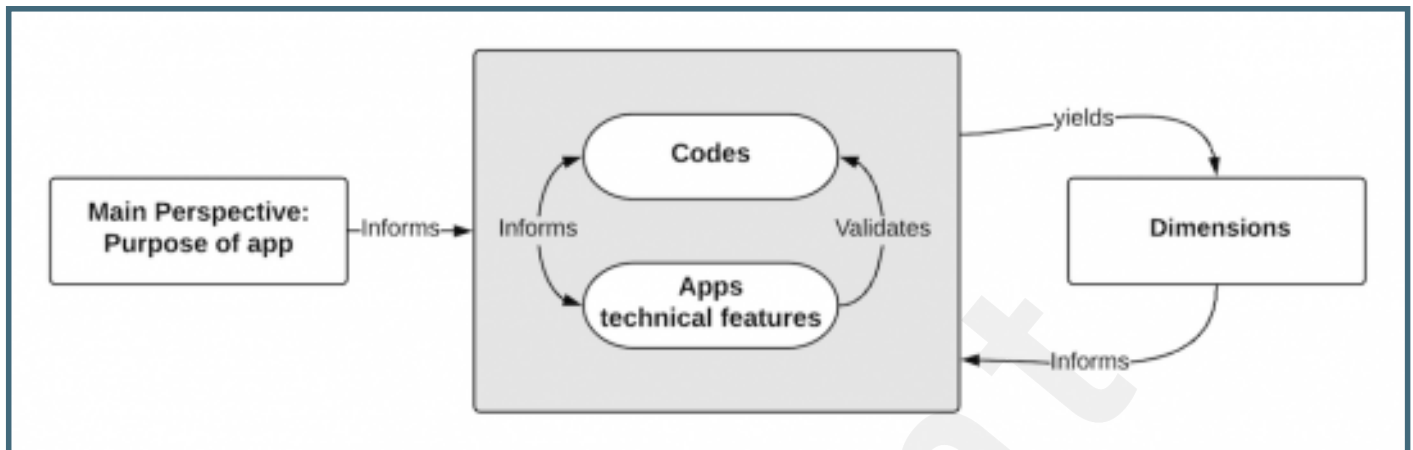 Codes
yields
Main Perspective:
Purpose of app
Informs
Informs
Validates
Dimensions
Apps
technical features
Informs